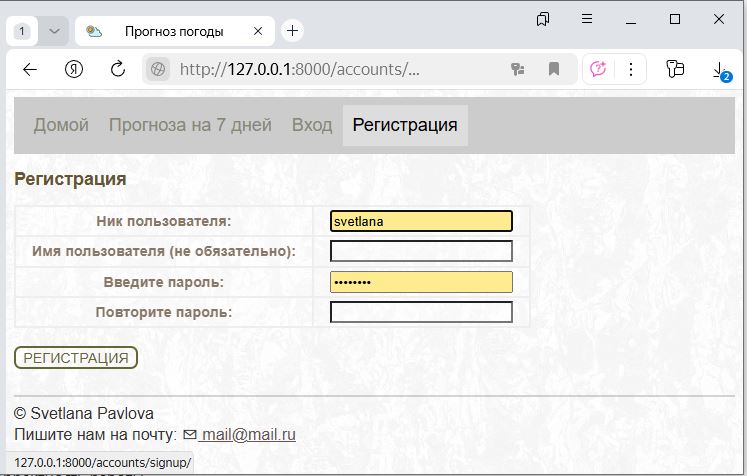 1
Прогноз погоды
http://127.0.0.1:8000/accounts/...
2
Домой Прогноза на 7 дней Вход Регистрация
Регистрация
Ник пользователя: svetlana
Имя пользователя (не обязательно):
Введите пароль: ••••••••
Повторите пароль:
РЕГИСТРАЦИЯ
© Svetlana Pavlova
Пишите нам на почту: mail@mail.ru
127.0.0.1:8000/accounts/signup/